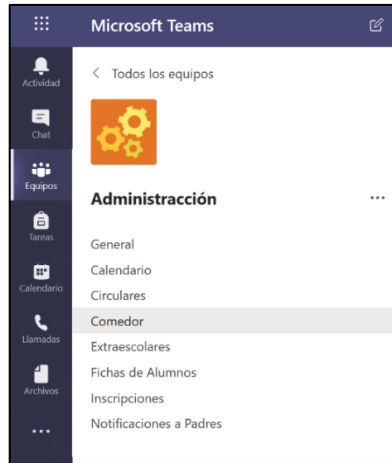 Microsoft Teams
Actividad
Chat
Equipos
Tareas
Calendario
Llamadas
Archivos
...
< Todos los equipos
Administracción
...
General
Calendario
Circulares
Comedor
Extraescolares
Fichas de Alumnos
Inscripciones
Notificaciones a Padres